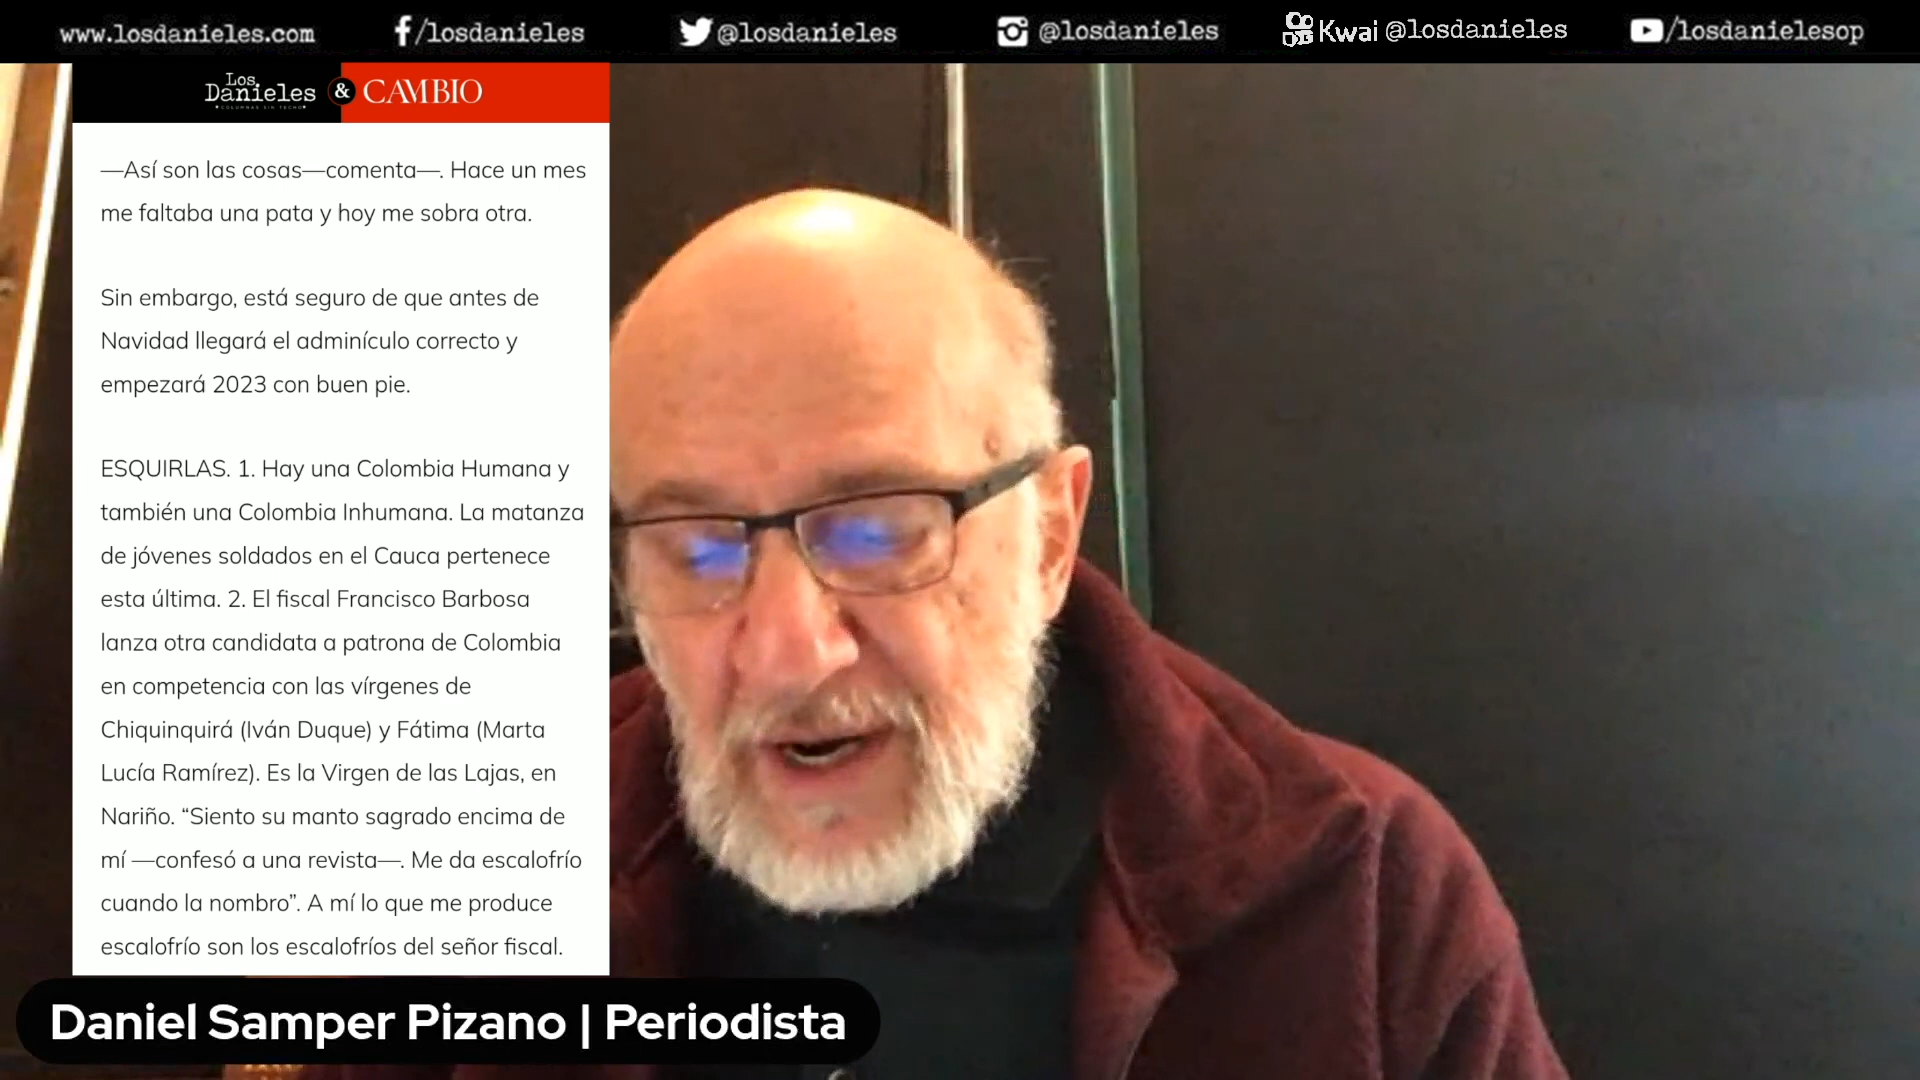 www.losdanieles.com
/losdanieles
@losdanieles
@losdanieles
Kwai @losdanieles
/losdanielesop
Los
Danieles & CAMBIO
—Así son las cosas—comenta—. Hace un mes
me faltaba una pata y hoy me sobra otra.
Sin embargo, está seguro de que antes de
Navidad llegará el adminículo correcto y
empezará 2023 con buen pie.
ESQUIRLAS. 1. Hay una Colombia Humana y
también una Colombia Inhumana. La matanza
de jóvenes soldados en el Cauca pertenece
esta última. 2. El fiscal Francisco Barbosa
lanza otra candidata a patrona de Colombia
en competencia con las vírgenes de
Chiquinquirá (Iván Duque) y Fátima (Marta
Lucía Ramírez). Es la Virgen de las Lajas, en
Nariño. “Siento su manto sagrado encima de
mí —confesó a una revista—. Me da escalofrío
cuando la nombro”. A mí lo que me produce
escalofrío son los escalofríos del señor fiscal.
Daniel Samper Pizano | Periodista